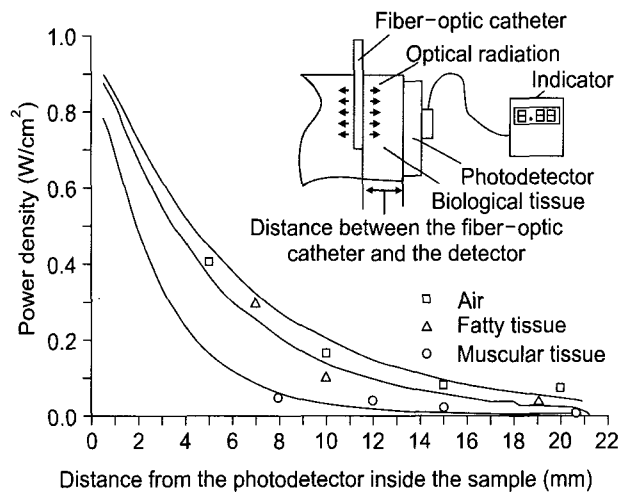 Fiber-optic catheter
Optical radiation
Indicator
8.88
Photodetector
Biological tissue
Distance between the fiber-optic
catheter and the detector
Power density (W/cm²)
1.0
0.8
0.6
0.4
0.2
0.0
Air
Fatty tissue
Muscular tissue
0 2 4 6 8 10 12 14 16 18 20 22
Distance from the photodetector inside the sample (mm)